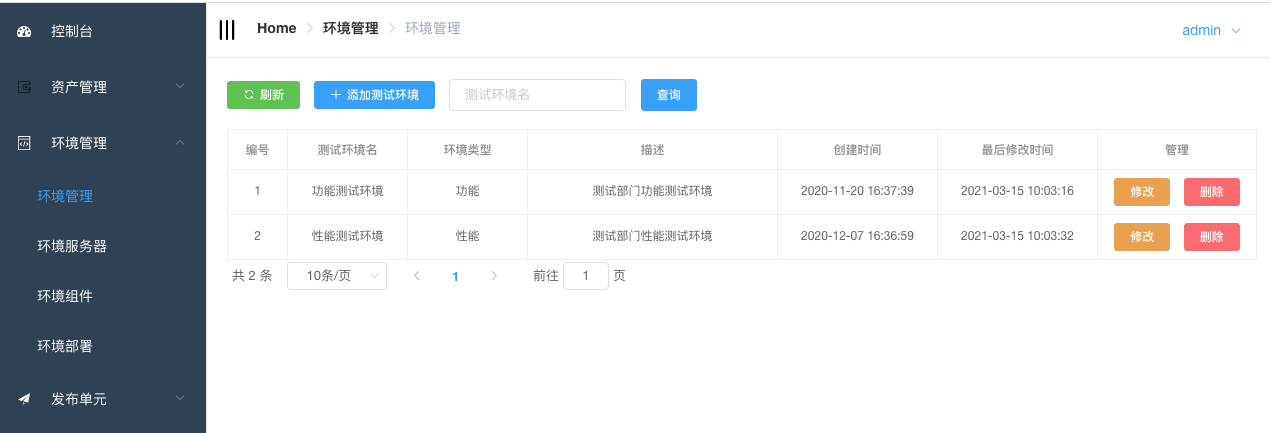 控制台
资产管理
环境管理
环境管理
环境服务器
环境组件
环境部署
发布单元
Home 环境管理 环境管理
admin
刷新 添加测试环境 测试环境名 查询
编号 测试环境名 环境类型 描述 创建时间 最后修改时间 管理
1 功能测试环境 功能 测试部门功能测试环境 2020-11-20 16:37:39 2021-03-15 10:03:16 修改 删除
2 性能测试环境 性能 测试部门性能测试环境 2020-12-07 16:36:59 2021-03-15 10:03:32 修改 删除
共 2 条 10条/页 1 前往 1 页